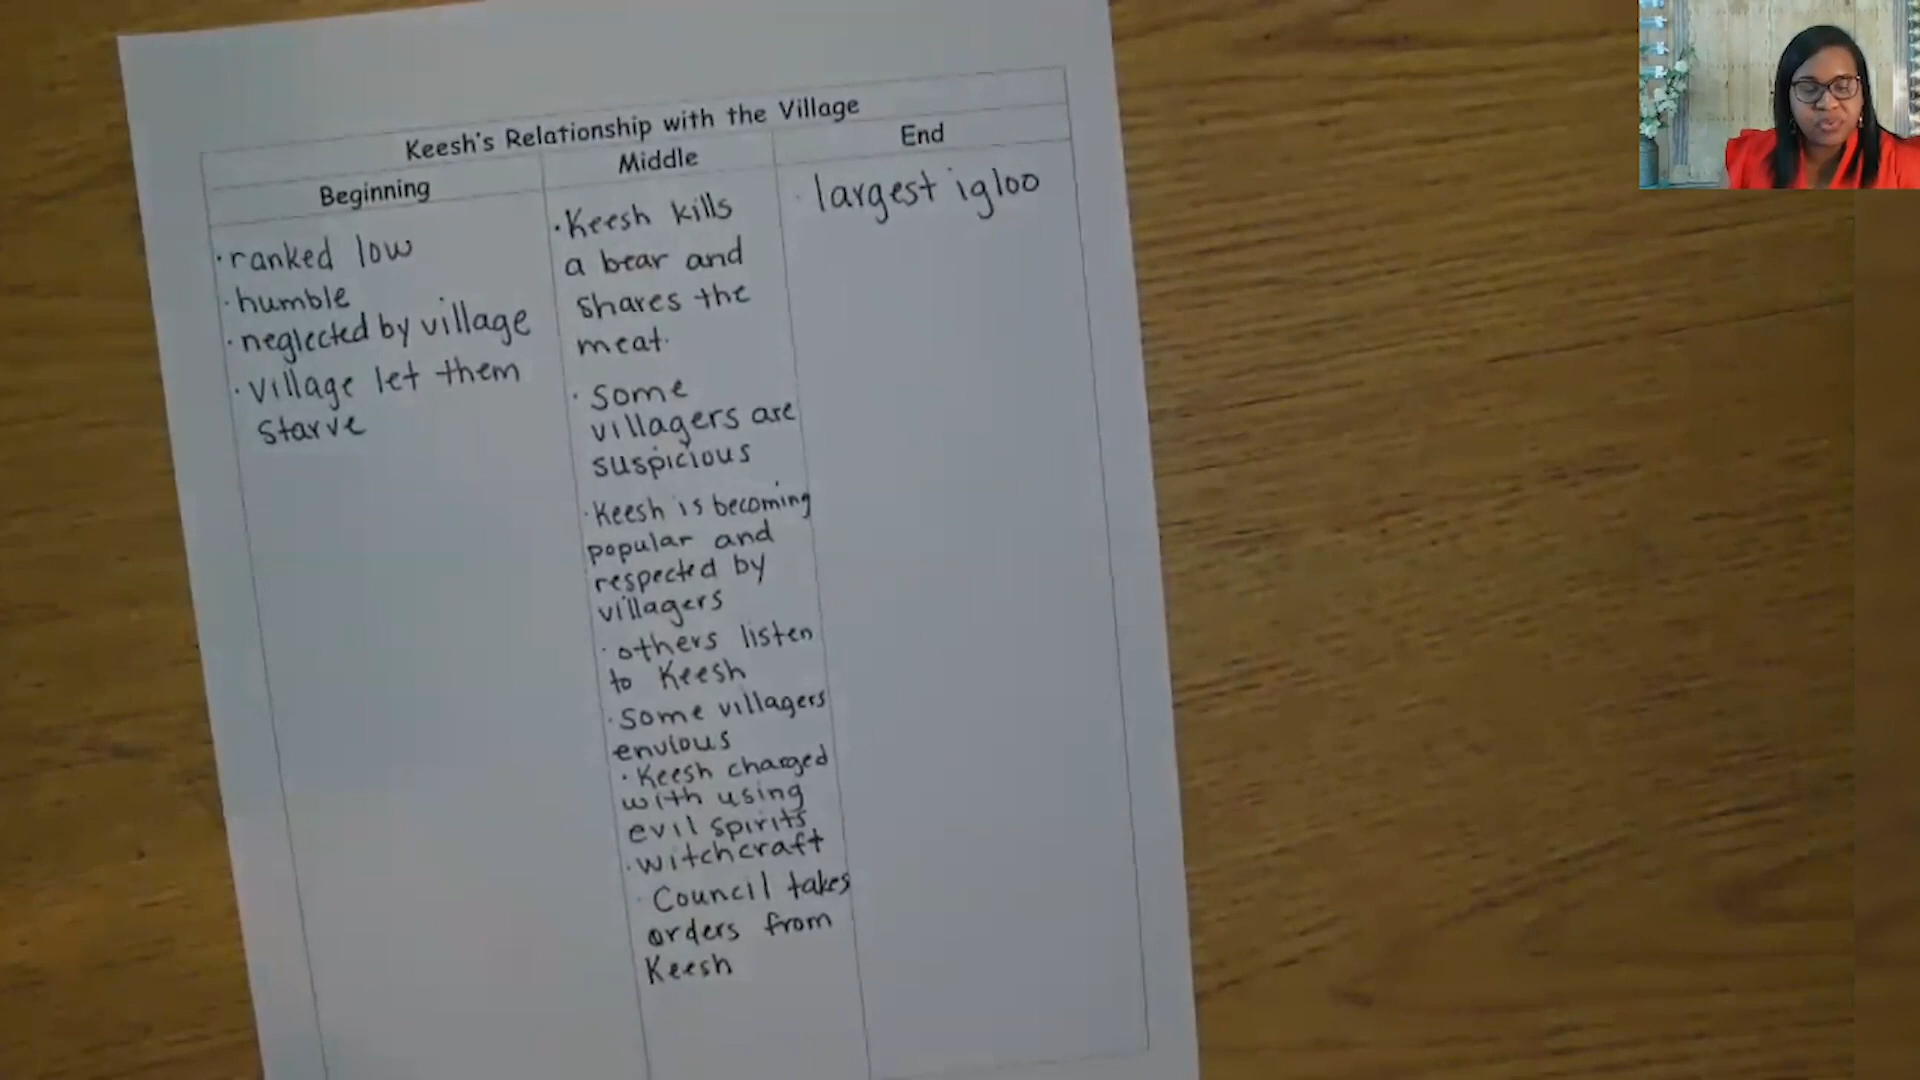 Keesh's Relationship with the Village
Beginning
Middle
End
·ranked low
·humble
·neglected by village
·village let them
starve
·Keesh kills
a bear and
shares the
meat.
·some
villagers are
suspicious
·Keesh is becoming
popular and
respected by
villagers
·others listen
to Keesh
·Some villagers
envious
·Keesh charged
with using
evil spirits
·witchcraft
·Council takes
orders from
Keesh
·largest igloo